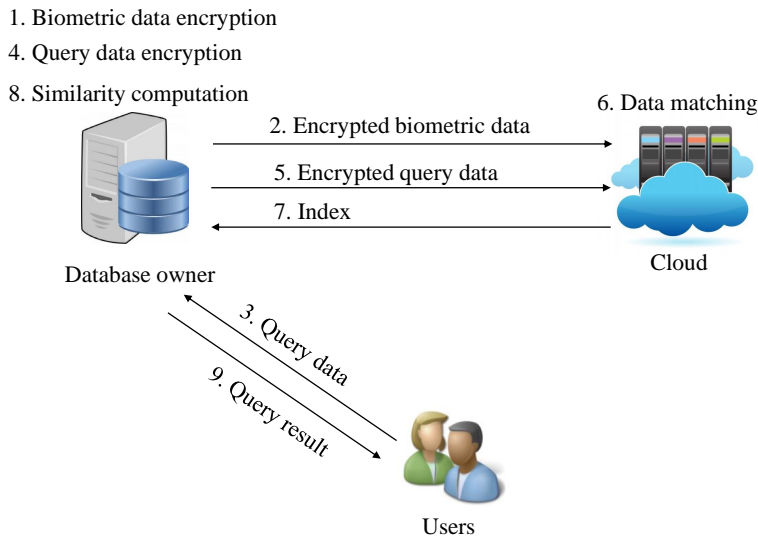 1. Biometric data encryption
4. Query data encryption
8. Similarity computation
6. Data matching
2. Encrypted biometric data
5. Encrypted query data
7. Index
Cloud
Database owner
3. Query data
9. Query result
Users